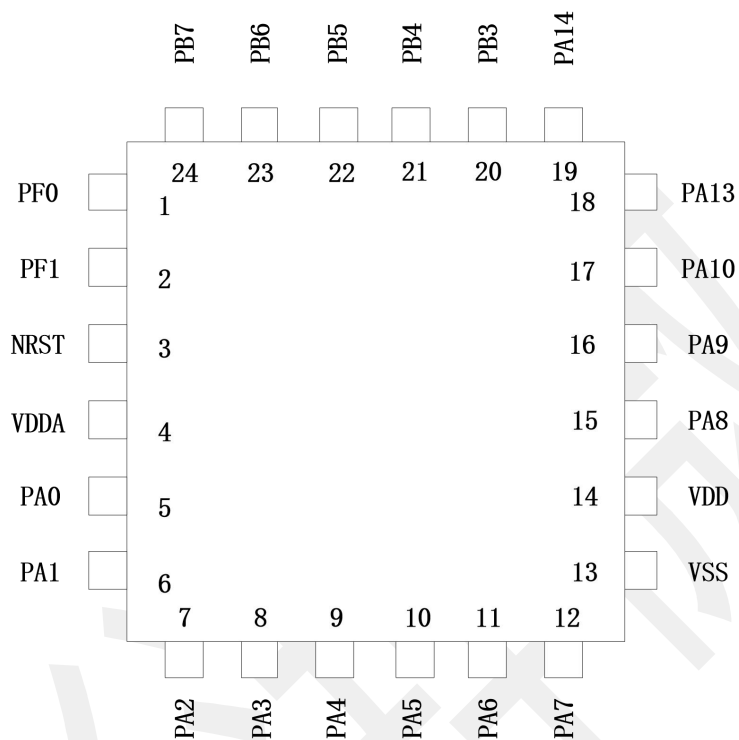 PB7 PB6 PB5 PB4 PB3 PA14
24 23 22 21 20 19
PF0 1 18 PA13
PF1 2 17 PA10
NRST 3 16 PA9
VDDA 4 15 PA8
PA0 5 14 VDD
PA1 6 13 VSS
7 8 9 10 11 12
PA2 PA3 PA4 PA5 PA6 PA7